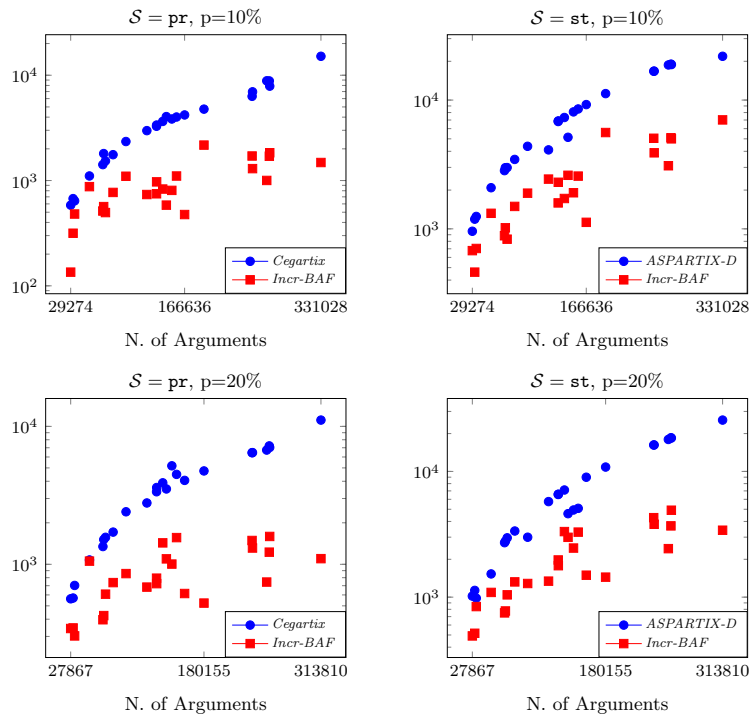 𝒮 = pr, p=10%
10⁴
10³
10²
Cegartix
Incr-BAF
29274 166636 331028
N. of Arguments
𝒮 = st, p=10%
10⁴
10³
ASPARTIX-D
Incr-BAF
29274 166636 331028
N. of Arguments
𝒮 = pr, p=20%
10⁴
10³
Cegartix
Incr-BAF
27867 180155 313810
N. of Arguments
𝒮 = st, p=20%
10⁴
10³
ASPARTIX-D
Incr-BAF
27867 180155 313810
N. of Arguments